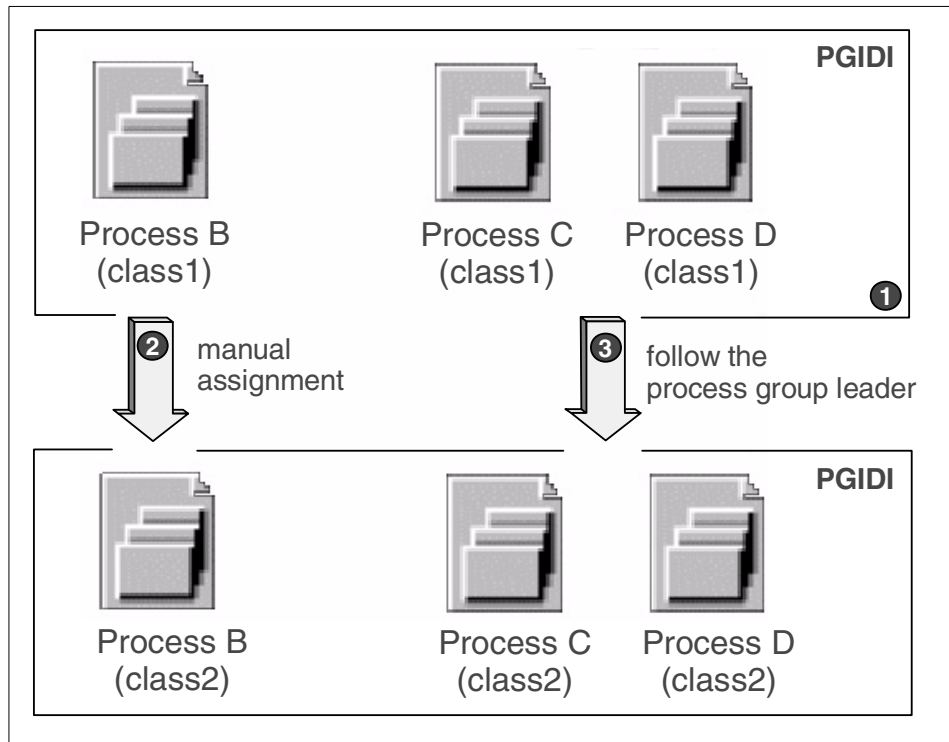 PGIDI
Process B
(class1)
Process C
(class1)
Process D
(class1)
1
2
manual
assignment
3
follow the
process group leader
PGIDI
Process B
(class2)
Process C
(class2)
Process D
(class2)